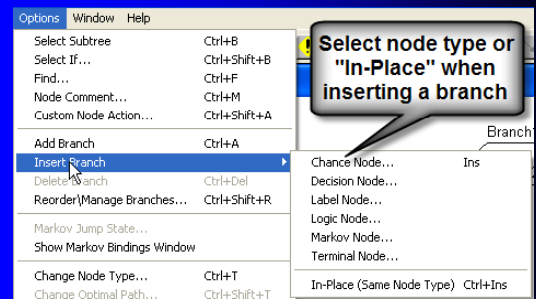 Options Window Help
Select Subtree Ctrl+B
Select If... Ctrl+Shift+B
Find... Ctrl+F
Node Comment... Ctrl+M
Custom Node Action... Ctrl+Shift+A
Add Branch Ctrl+A
Insert Branch
Delete Branch Ctrl+Del
Reorder\Manage Branches... Ctrl+Shift+R
Markov Jump State...
Show Markov Bindings Window
Change Node Type... Ctrl+T
Change Optimal Path... Ctrl+Shift+T
Select node type or
"In-Place" when
inserting a branch
Branch
Chance Node... Ins
Decision Node...
Label Node...
Logic Node...
Markov Node...
Terminal Node...
In-Place (Same Node Type) Ctrl+Ins